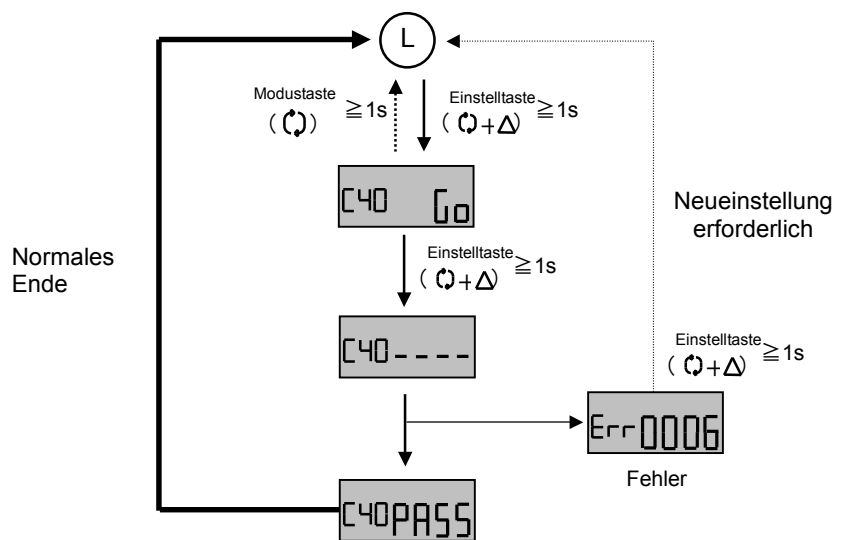 L
Modustaste
( ) ≧1s
Einstelltaste
( + △) ≧1s
C40 Go
Neueinstellung
erforderlich
Normales
Ende
Einstelltaste
( + △) ≧1s
C40----
Einstelltaste
( + △) ≧1s
Err0006
Fehler
C40PASS